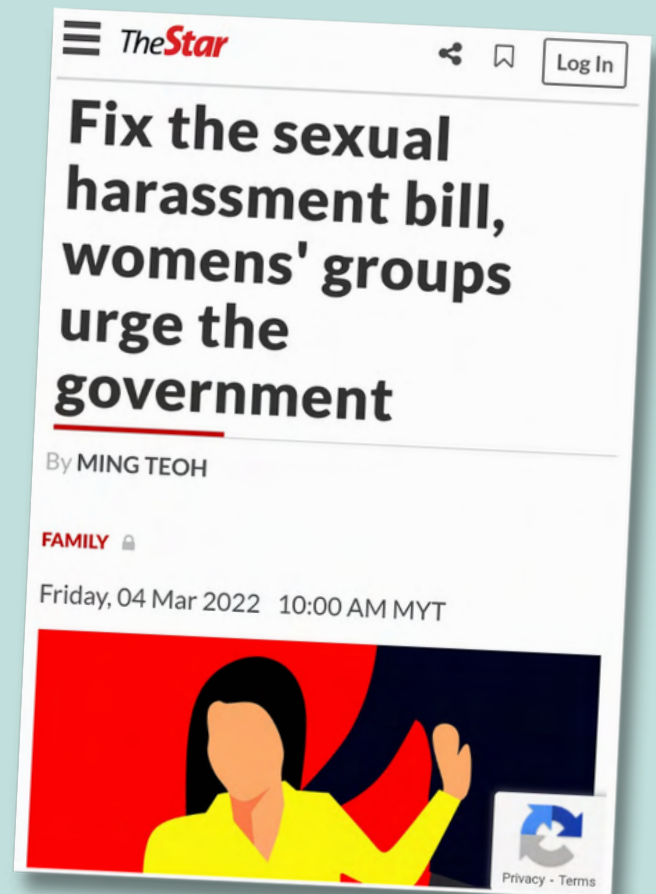 TheStar
Log In
Fix the sexual
harassment bill,
womens' groups
urge the
government
By MING TEOH
FAMILY
Friday, 04 Mar 2022 10:00 AM MYT
Privacy - Terms